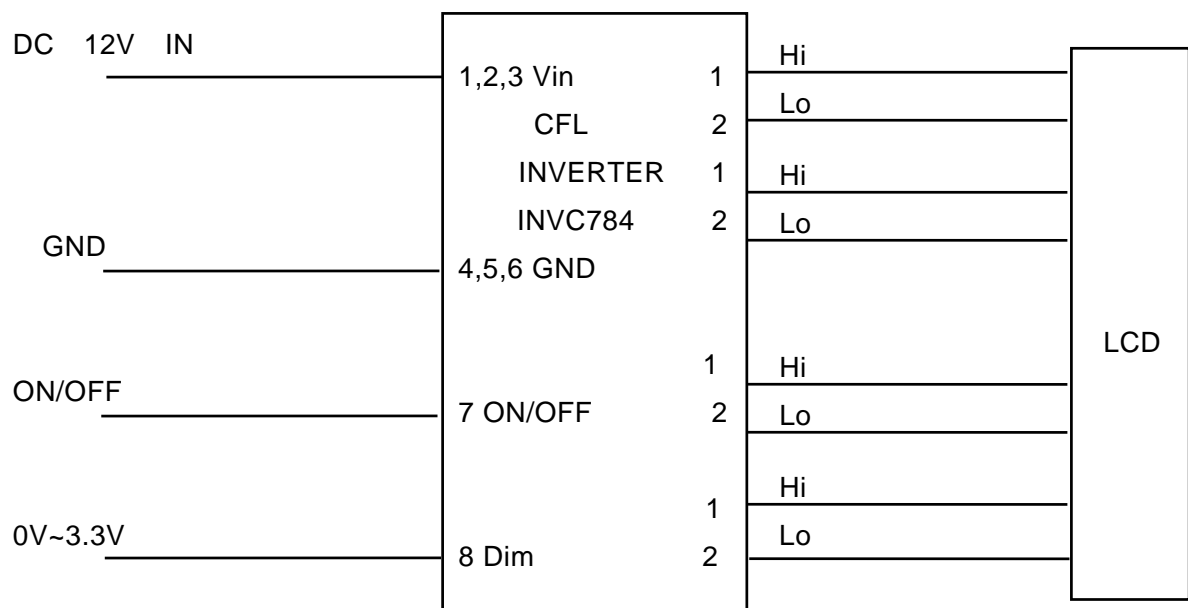 DC 12V IN
1,2,3 Vin 1 Hi
CFL 2 Lo
INVERTER 1 Hi
INVC784 2 Lo
GND
4,5,6 GND
LCD
1 Hi
ON/OFF
7 ON/OFF 2 Lo
Hi
1
0V~3.3V
Lo
8 Dim 2